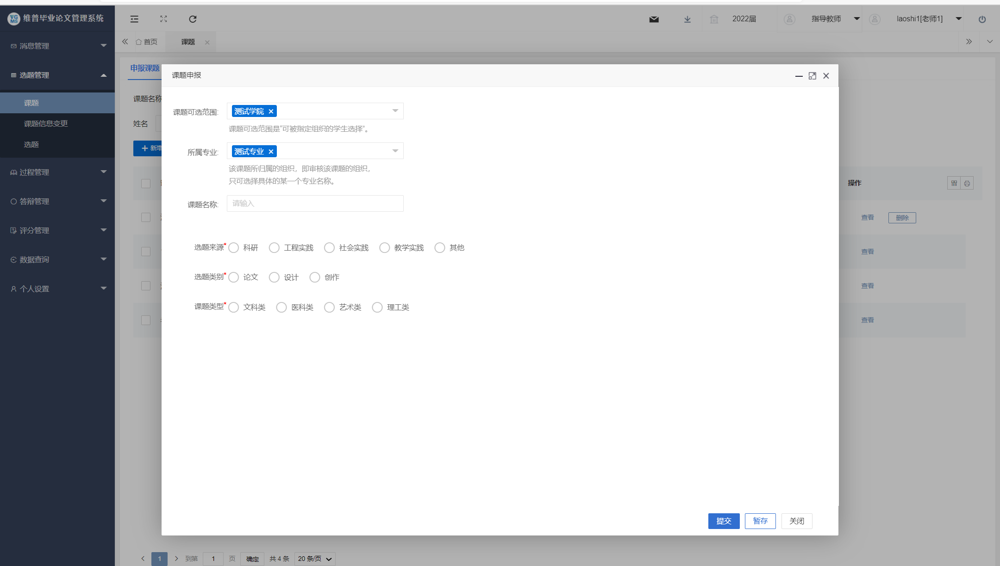 维普毕业论文管理系统
2022届
指导教师
laoshi1[老师1]
消息管理
首页
课题
选题管理
课题
课题信息变更
选题
过程管理
答辩管理
评分管理
数据查询
个人设置
申报课题
课题名称
姓名
新增
课题申报
课题可选范围:
测试学院
课题可选范围是“可被指定组织的学生选择”。
所属专业:
测试专业
该课题所归属的组织，即审核该课题的组织，
只可选择具体的某一个专业名称。
课题名称:
请输入
选题来源* 科研 工程实践 社会实践 教学实践 其他
选题类别* 论文 设计 创作
课题类型* 文科类 医科类 艺术类 理工类
操作
查看 删除
查看
查看
查看
提交 暂存 关闭
1 到第 1 页 确定 共 4 条 20 条/页